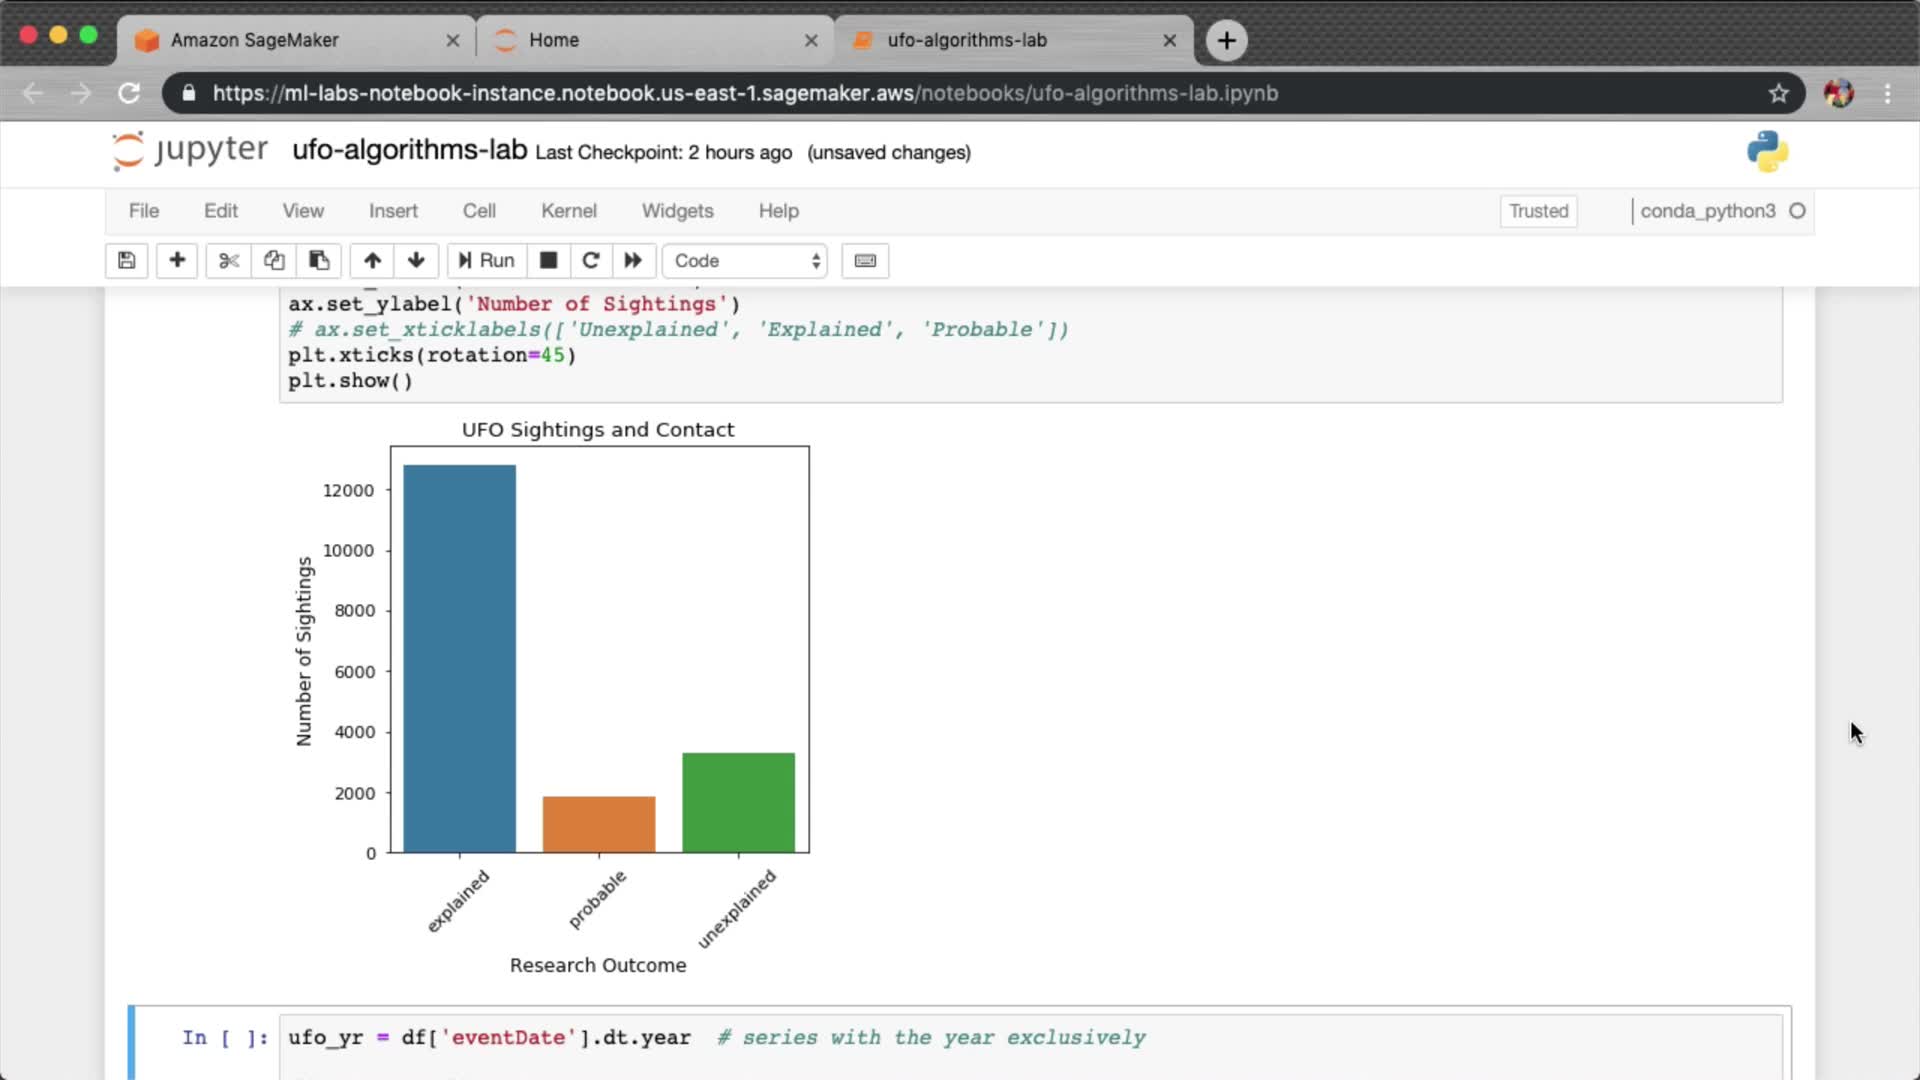 Amazon SageMaker
Home
ufo-algorithms-lab
https://ml-labs-notebook-instance.notebook.us-east-1.sagemaker.aws/notebooks/ufo-algorithms-lab.ipynb
jupyter ufo-algorithms-lab Last Checkpoint: 2 hours ago (unsaved changes)
File Edit View Insert Cell Kernel Widgets Help Trusted conda_python3
Run Code
ax.set_ylabel('Number of Sightings')
# ax.set_xticklabels(['Unexplained', 'Explained', 'Probable'])
plt.xticks(rotation=45)
plt.show()
UFO Sightings and Contact
12000
10000
8000
6000
4000
2000
0
Number of Sightings
explained
probable
unexplained
Research Outcome
In [ ]: ufo_yr = df['eventDate'].dt.year # series with the year exclusively